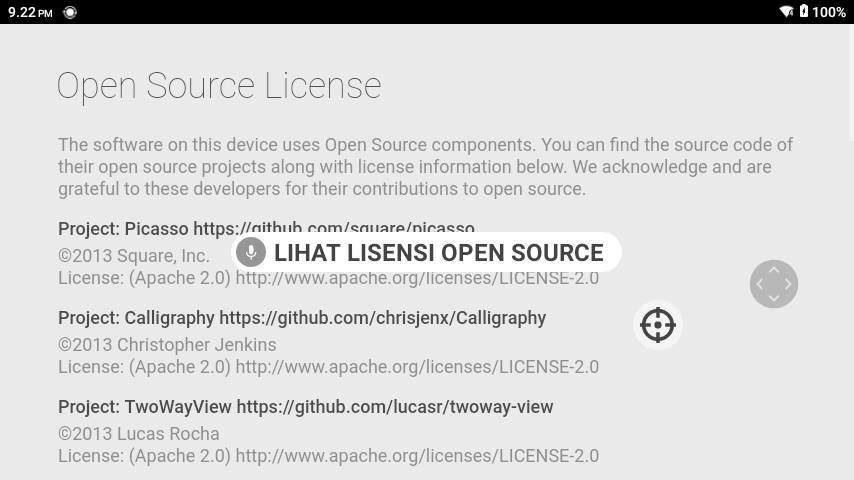 9.22 PM
100%
Open Source License
The software on this device uses Open Source components. You can find the source code of
their open source projects along with license information below. We acknowledge and are
grateful to these developers for their contributions to open source.
Project: Picasso https://github.com/square/picasso
LIHAT LISENSI OPEN SOURCE
©2013 Square, Inc.
License: (Apache 2.0) http://www.apache.org/licenses/LICENSE-2.0
Project: Calligraphy https://github.com/chrisjenx/Calligraphy
©2013 Christopher Jenkins
License: (Apache 2.0) http://www.apache.org/licenses/LICENSE-2.0
Project: TwoWayView https://github.com/lucasr/twoway-view
©2013 Lucas Rocha
License: (Apache 2.0) http://www.apache.org/licenses/LICENSE-2.0